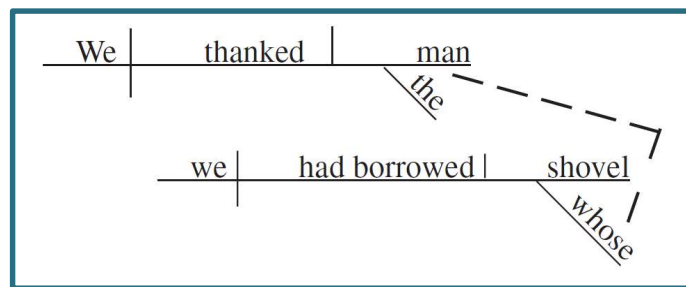 We thanked man
the
we had borrowed shovel
whose